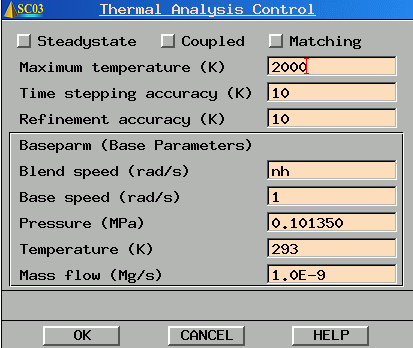 SC03 Thermal Analysis Control
Steadystate Coupled Matching
Maximum temperature (K) 2000
Time stepping accuracy (K) 10
Refinement accuracy (K) 10
Baseparm (Base Parameters)
Blend speed (rad/s) nh
Base speed (rad/s) 1
Pressure (MPa) 0.101350
Temperature (K) 293
Mass flow (Mg/s) 1.0E-9
OK CANCEL HELP